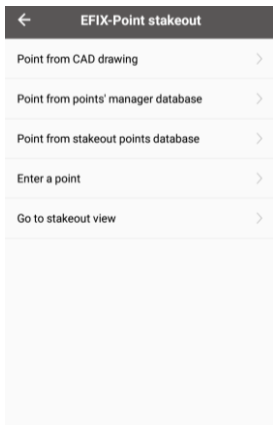 EFIX-Point stakeout
Point from CAD drawing
Point from points' manager database
Point from stakeout points database
Enter a point
Go to stakeout view